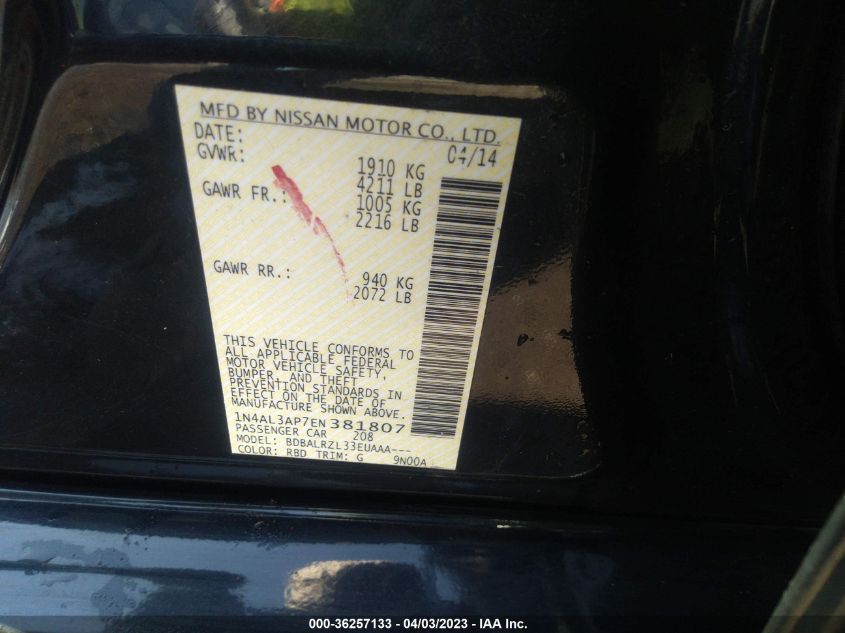 MFD BY NISSAN MOTOR CO., LTD.
DATE: 04/14
GVWR: 1910 KG
4211 LB
GAWR FR.: 1005 KG
2216 LB
GAWR RR.: 940 KG
2072 LB
THIS VEHICLE CONFORMS TO
ALL APPLICABLE FEDERAL
MOTOR VEHICLE SAFETY,
BUMPER, AND THEFT
PREVENTION STANDARDS IN
EFFECT ON THE DATE OF
MANUFACTURE SHOWN ABOVE.
1N4AL3AP7EN381807
PASSENGER CAR 208
MODEL: BDBALRZL33EUAAA---
COLOR: RBD TRIM: G 9N00A
000-36257133 - 04/03/2023 - IAA Inc.